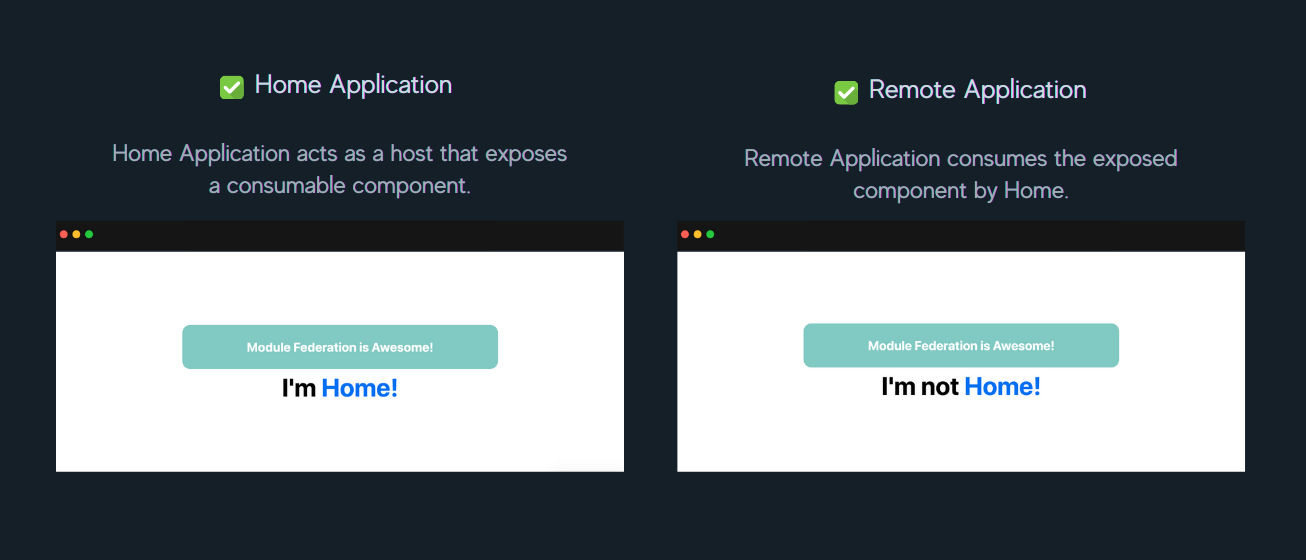 ✅ Home Application
Home Application acts as a host that exposes
a consumable component.
Module Federation is Awesome!
I'm Home!
✅ Remote Application
Remote Application consumes the exposed
component by Home.
Module Federation is Awesome!
I'm not Home!